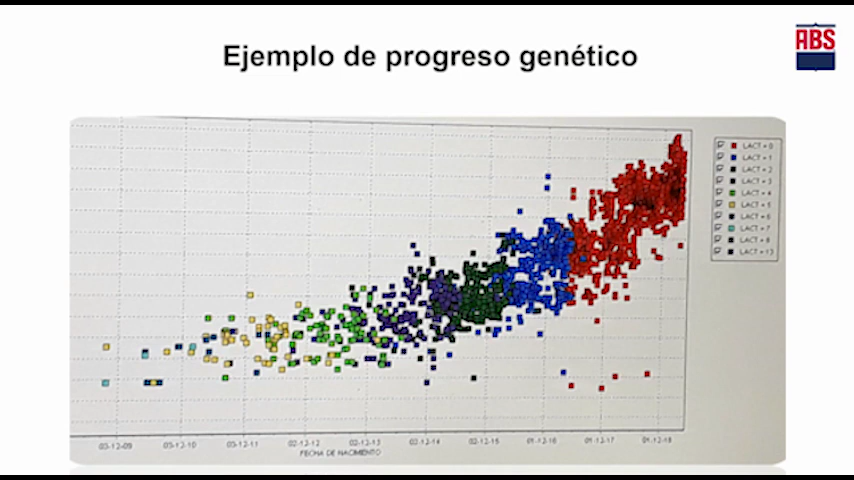 Ejemplo de progreso genético
ABS
LACT = 0
LACT = 1
LACT = 2
LACT = 3
LACT = 4
LACT = 5
LACT = 6
LACT = 7
LACT = 8
LACT = 13
03-12-09
03-12-10
03-12-11
02-12-12
02-12-13
02-12-14
02-12-15
01-12-16
01-12-17
01-12-18
FECHA DE NACIMIENTO